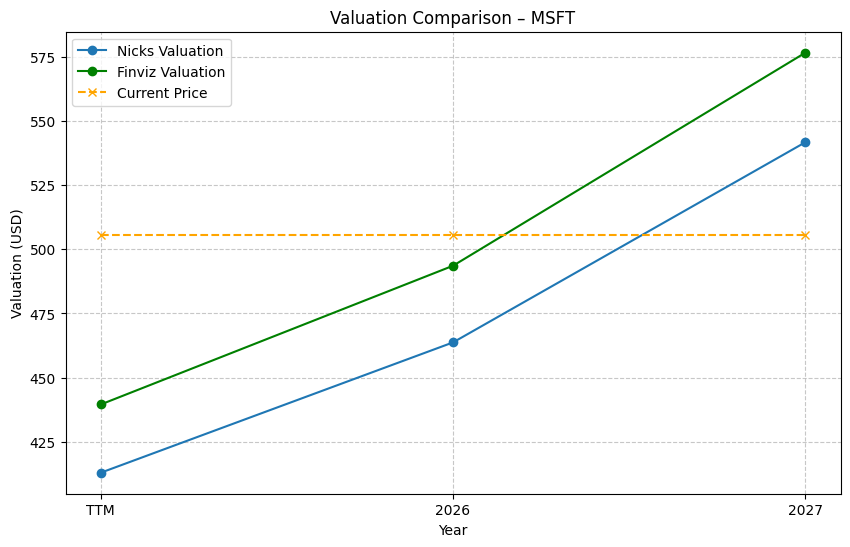 Valuation Comparison – MSFT
Nicks Valuation
Finviz Valuation
Current Price
Valuation (USD)
575
550
525
500
475
450
425
TTM
2026
2027
Year